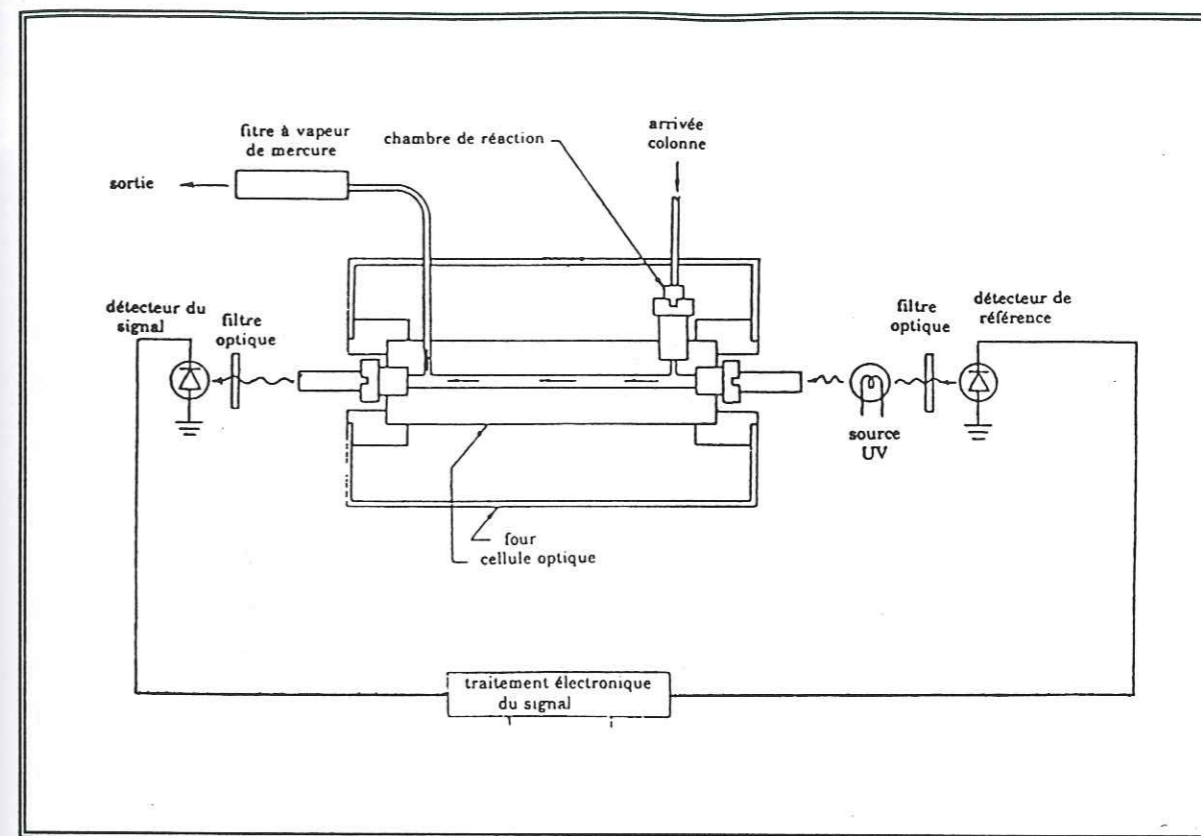 fitre à vapeur
de mercure
chambre de réaction
arrivée
colonne
sortie
détecteur du
signal
filtre
optique
filtre
optique
détecteur de
référence
source
UV
four
cellule optique
traitement électronique
du signal